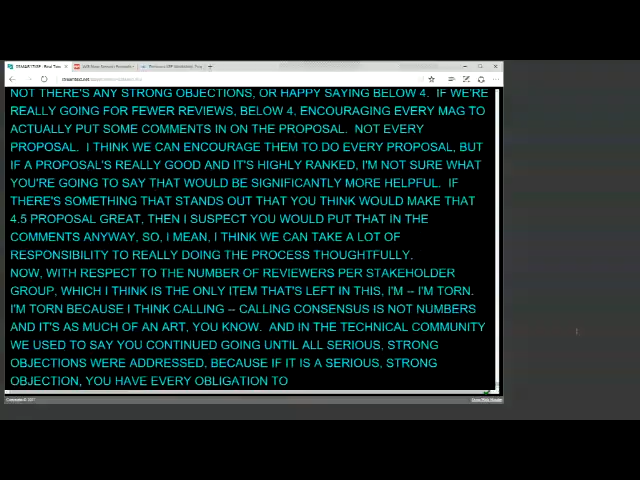 NOT THERE'S ANY STRONG OBJECTIONS, OR HAPPY SAYING BELOW 4.  IF WE'RE
REALLY GOING FOR FEWER REVIEWS, BELOW 4, ENCOURAGING EVERY MAG TO
ACTUALLY PUT SOME COMMENTS IN ON THE PROPOSAL.  NOT EVERY
PROPOSAL.  I THINK WE CAN ENCOURAGE THEM TO DO EVERY PROPOSAL, BUT
IF A PROPOSAL'S REALLY GOOD AND IT'S HIGHLY RANKED, I'M NOT SURE WHAT
YOU'RE GOING TO SAY THAT WOULD BE SIGNIFICANTLY MORE HELPFUL.  IF
THERE'S SOMETHING THAT STANDS OUT THAT YOU THINK WOULD MAKE THAT
4.5 PROPOSAL GREAT, THEN I SUSPECT YOU WOULD PUT THAT IN THE
COMMENTS ANYWAY, SO, I MEAN, I THINK WE CAN TAKE A LOT OF
RESPONSIBILITY TO REALLY DOING THE PROCESS THOUGHTFULLY.
NOW, WITH RESPECT TO THE NUMBER OF REVIEWERS PER STAKEHOLDER
GROUP, WHICH I THINK IS THE ONLY ITEM THAT'S LEFT IN THIS, I'M -- I'M TORN.
I'M TORN BECAUSE I THINK CALLING -- CALLING CONSENSUS IS NOT NUMBERS
AND IT'S AS MUCH OF AN ART, YOU KNOW.  AND IN THE TECHNICAL COMMUNITY
WE USED TO SAY YOU CONTINUED GOING UNTIL ALL SERIOUS, STRONG
OBJECTIONS WERE ADDRESSED, BECAUSE IF IT IS A SERIOUS, STRONG
OBJECTION, YOU HAVE EVERY OBLIGATION TO